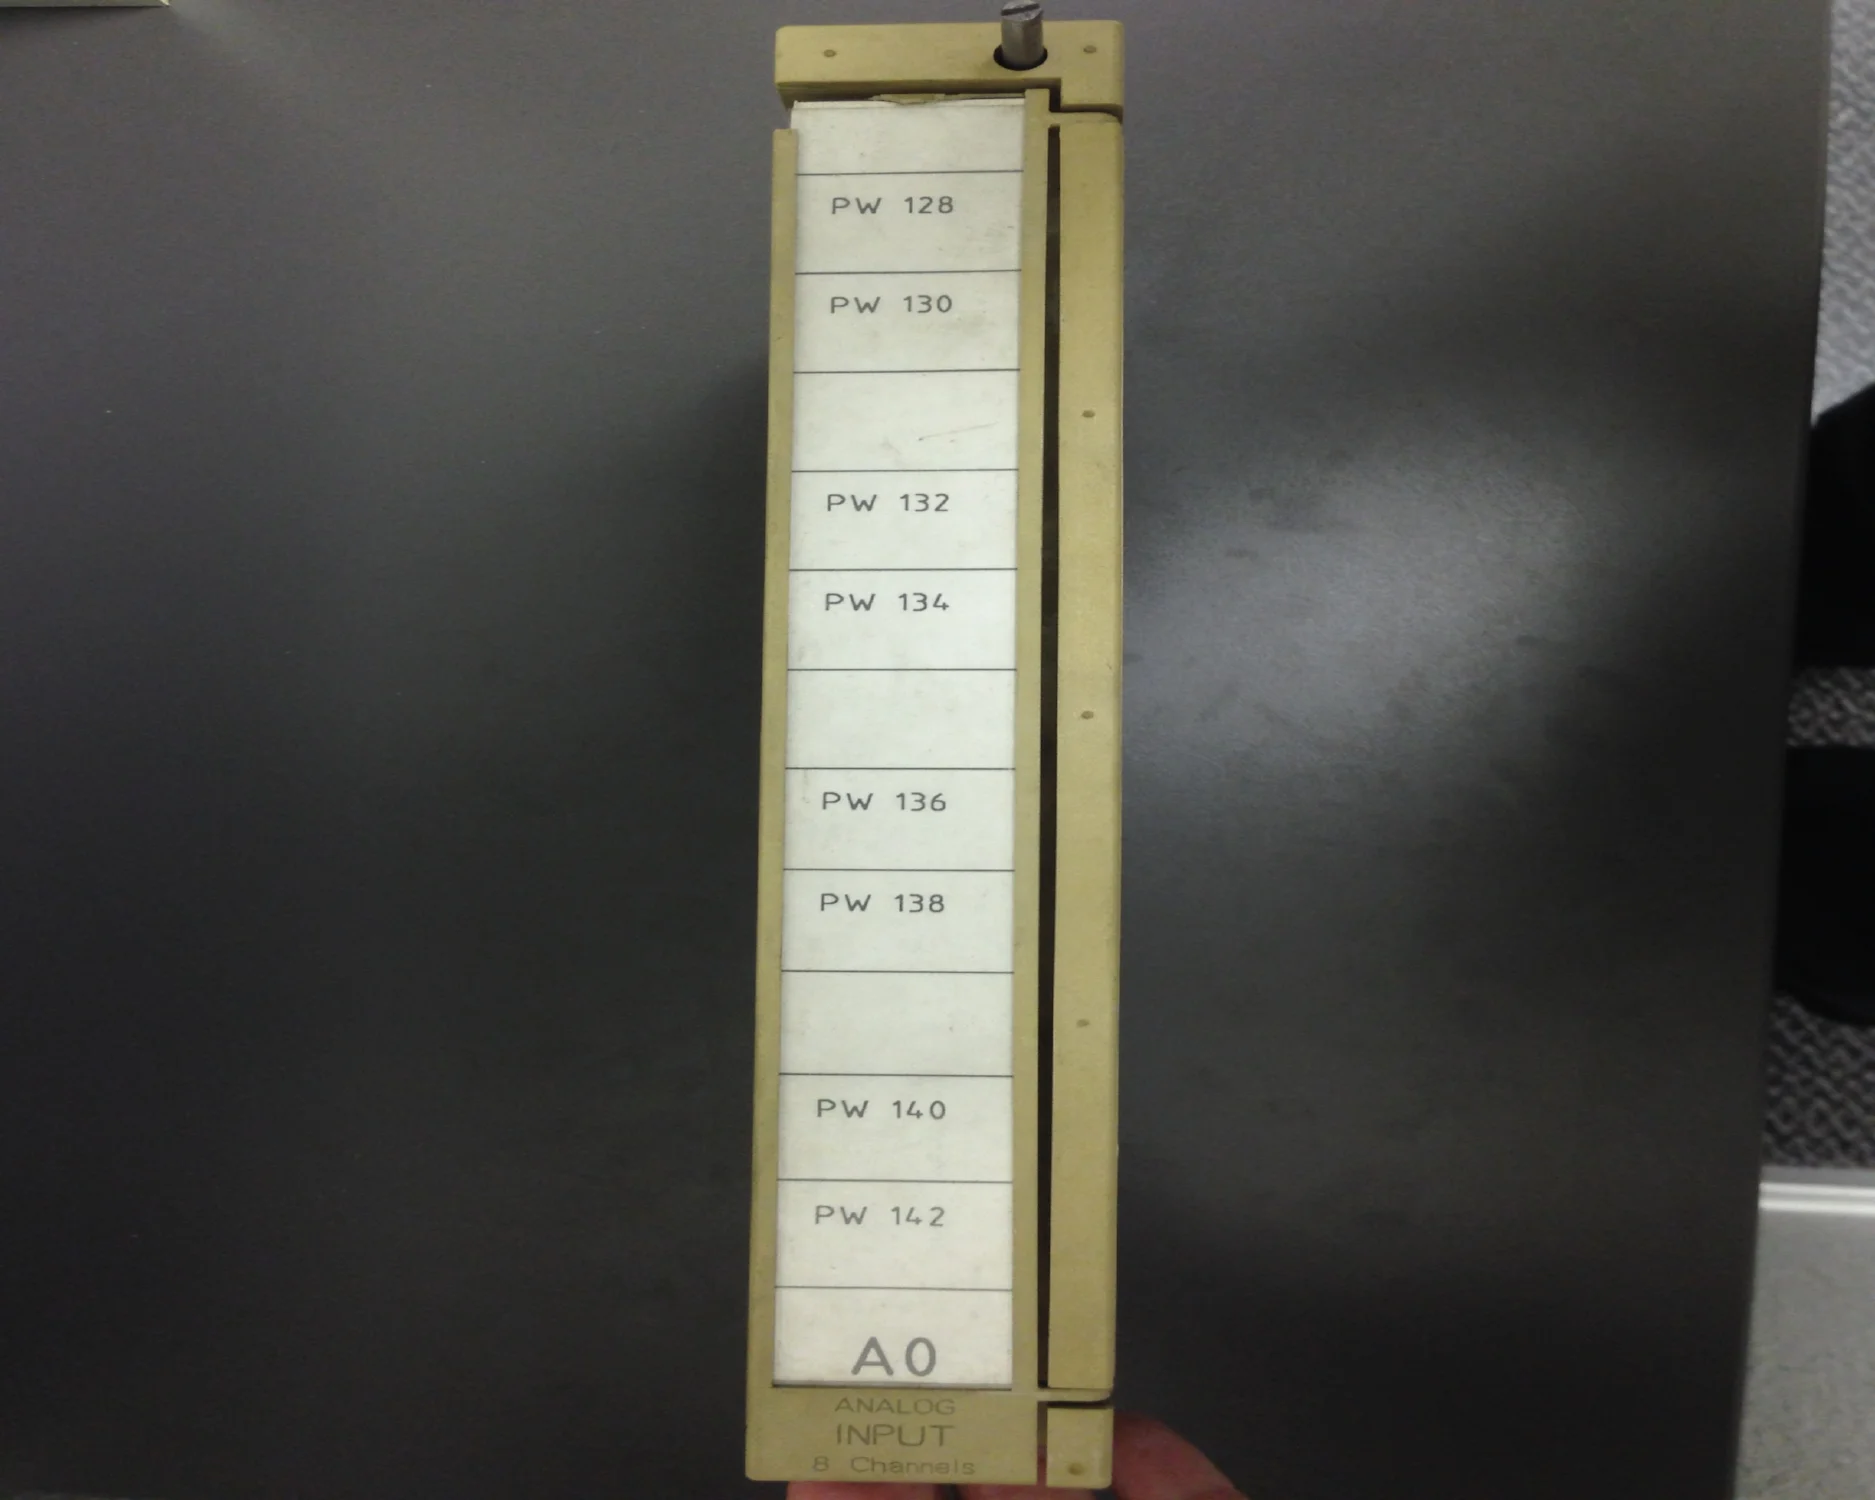 PW 128
PW 130
PW 132
PW 134
PW 136
PW 138
PW 140
PW 142
A0
ANALOG
INPUT
8 Channels